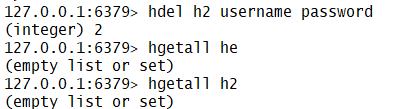 127.0.0.1:6379> hdel h2 username password
(integer) 2
127.0.0.1:6379> hgetall he
(empty list or set)
127.0.0.1:6379> hgetall h2
(empty list or set)